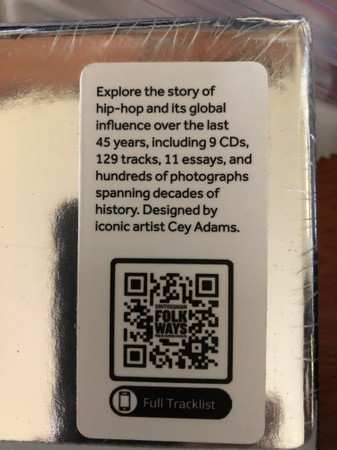 Explore the story of
hip-hop and its global
influence over the last
45 years, including 9 CDs,
129 tracks, 11 essays, and
hundreds of photographs
spanning decades of
history. Designed by
iconic artist Cey Adams.
SMITHSONIAN
FOLK
WAYS
Full Tracklist